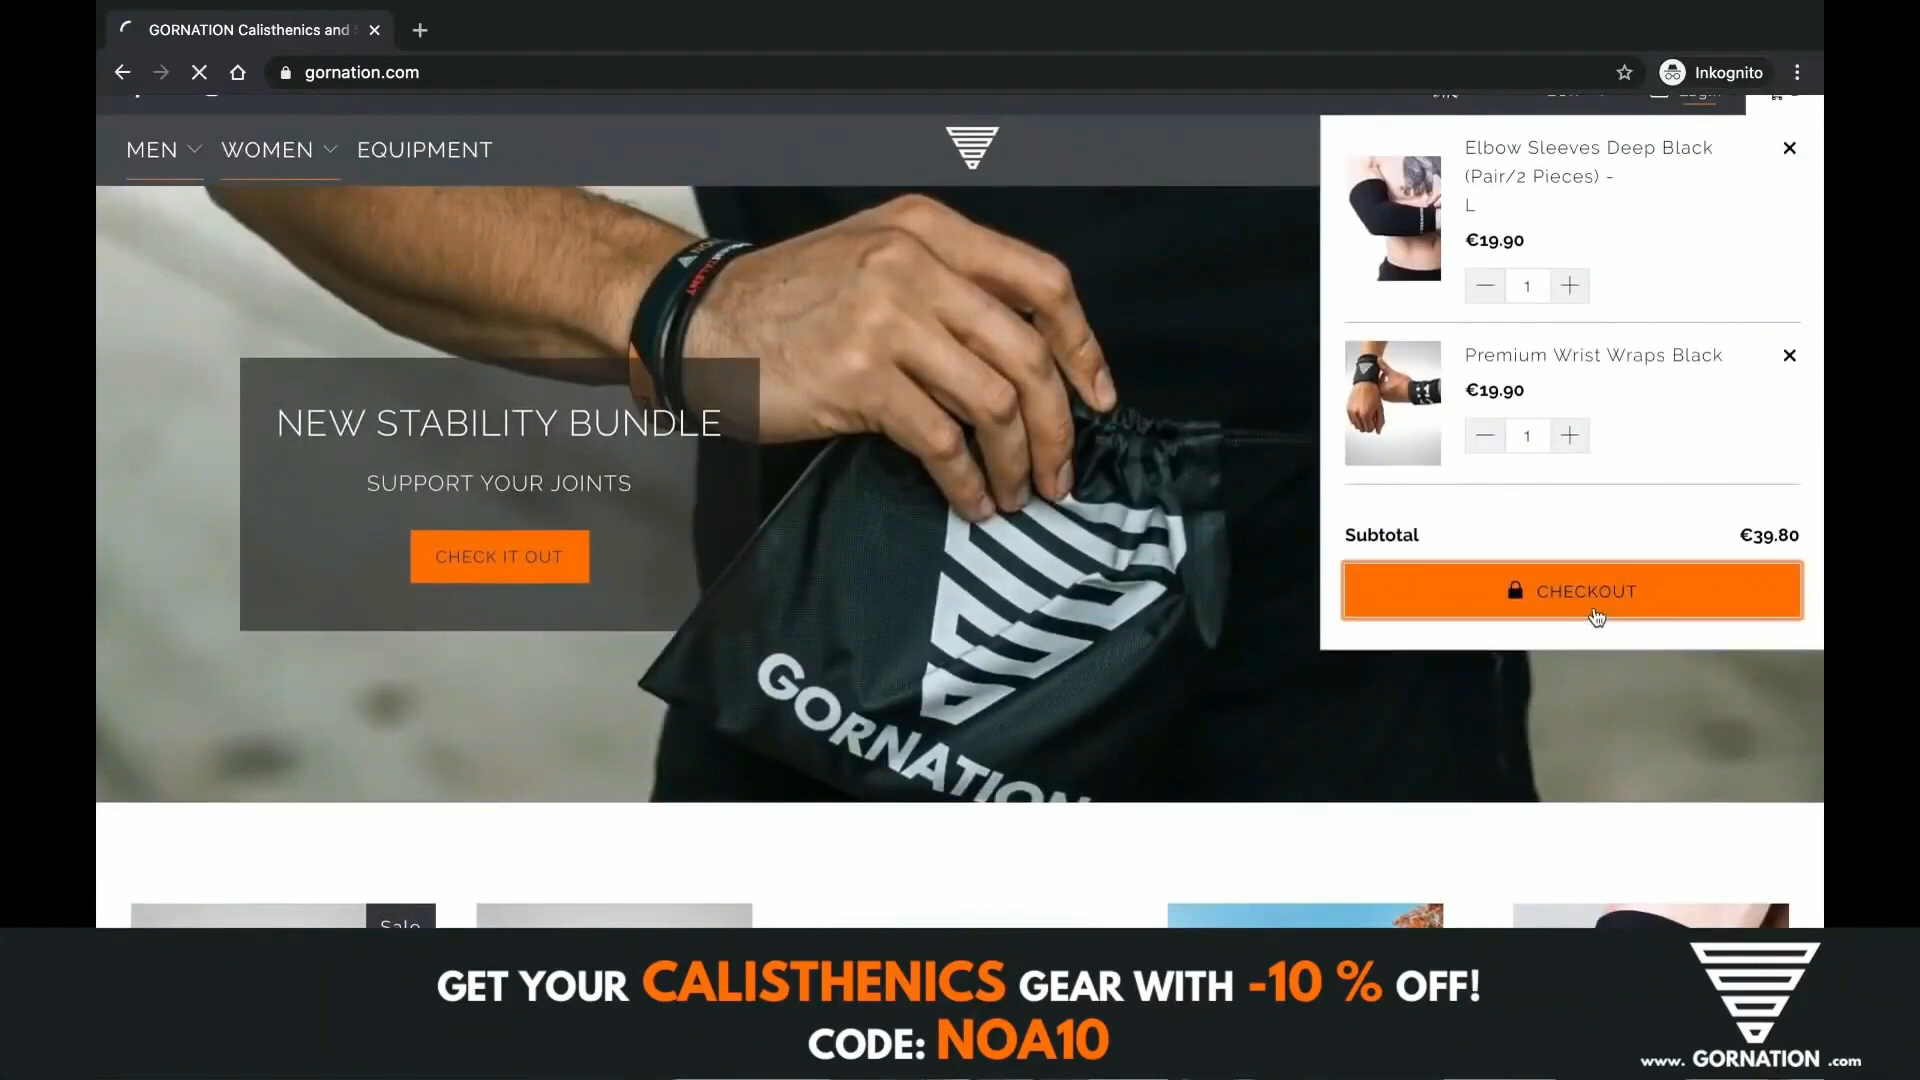 GORNATION Calisthenics and
gornation.com
Inkognito
MEN
WOMEN
EQUIPMENT
Elbow Sleeves Deep Black
(Pair/2 Pieces) -
L
€19.90
1
Premium Wrist Wraps Black
€19.90
1
Subtotal
€39.80
CHECKOUT
NEW STABILITY BUNDLE
SUPPORT YOUR JOINTS
CHECK IT OUT
GORNATION
Sale
GET YOUR CALISTHENICS GEAR WITH -10 % OFF!
CODE: NOA10
www. GORNATION .com